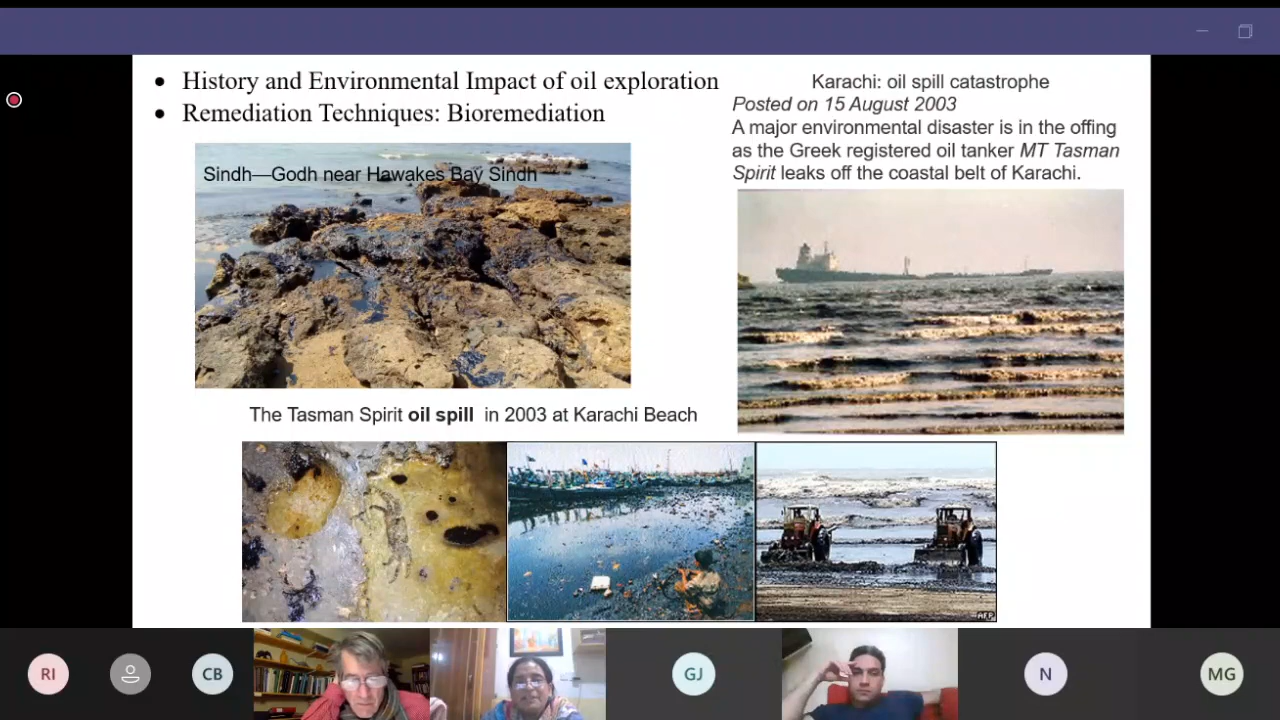 • History and Environmental Impact of oil exploration
• Remediation Techniques: Bioremediation
Sindh—Godh near Hawakes Bay Sindh
The Tasman Spirit oil spill in 2003 at Karachi Beach
Karachi: oil spill catastrophe
Posted on 15 August 2003
A major environmental disaster is in the offing
as the Greek registered oil tanker MT Tasman
Spirit leaks off the coastal belt of Karachi.
AFP
RI
CB
GJ
N
MG